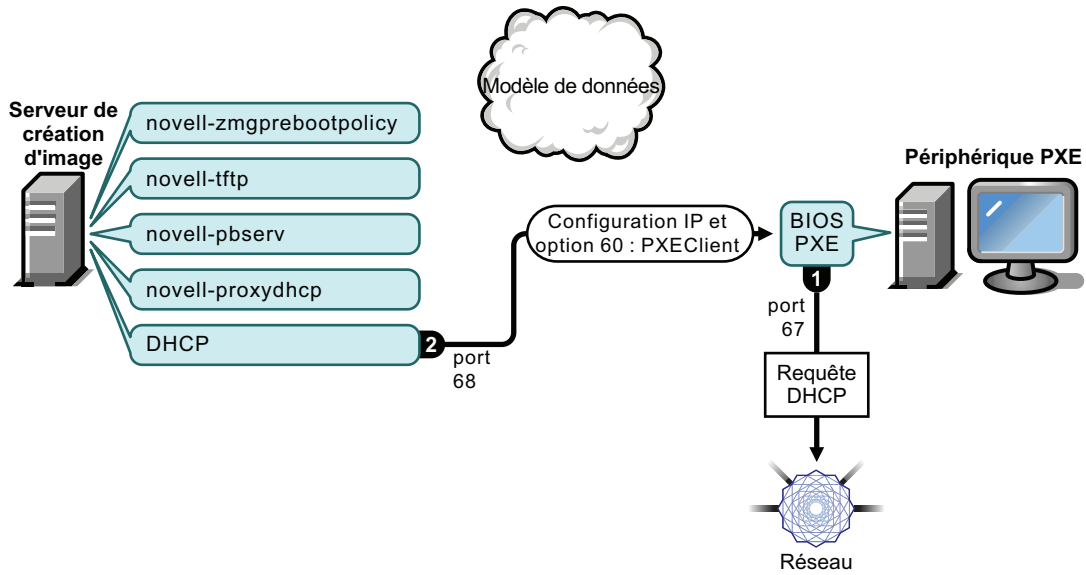 Modèle de données
Serveur de
création
d'image
novell-zmgprebootpolicy
novell-tftp
novell-pbserv
novell-proxydhcp
DHCP
2
port
68
Configuration IP et
option 60 : PXEClient
BIOS
PXE
Périphérique PXE
1
port
67
Requête
DHCP
Réseau